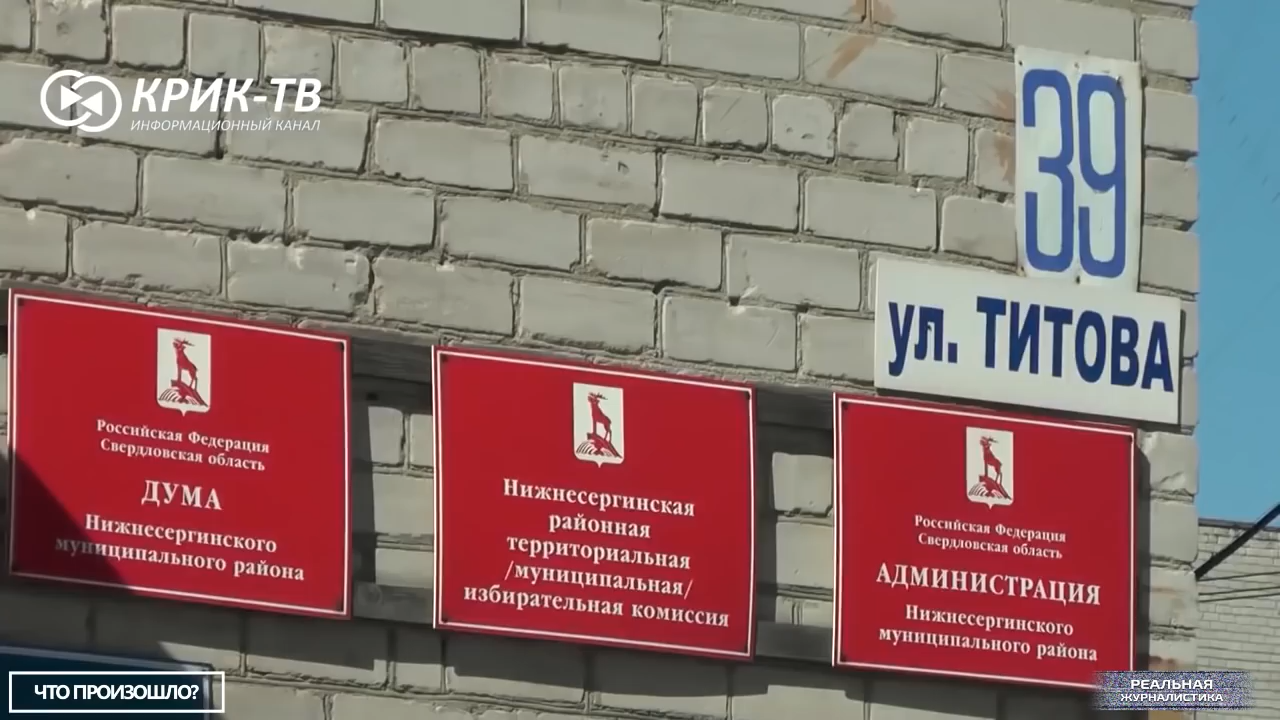 КРИК-ТВ
ИНФОРМАЦИОННЫЙ КАНАЛ
39
ул. ТИТОВА
Российская Федерация
Свердловская область
ДУМА
Нижнесергинского
муниципального района
Нижнесергинская
районная
территориальная
/муниципальная/
избирательная комиссия
Российская Федерация
Свердловская область
АДМИНИСТРАЦИЯ
Нижнесергинского
муниципального района
ЧТО ПРОИЗОШЛО?
РЕАЛЬНАЯ
ЖУРНАЛИСТИКА